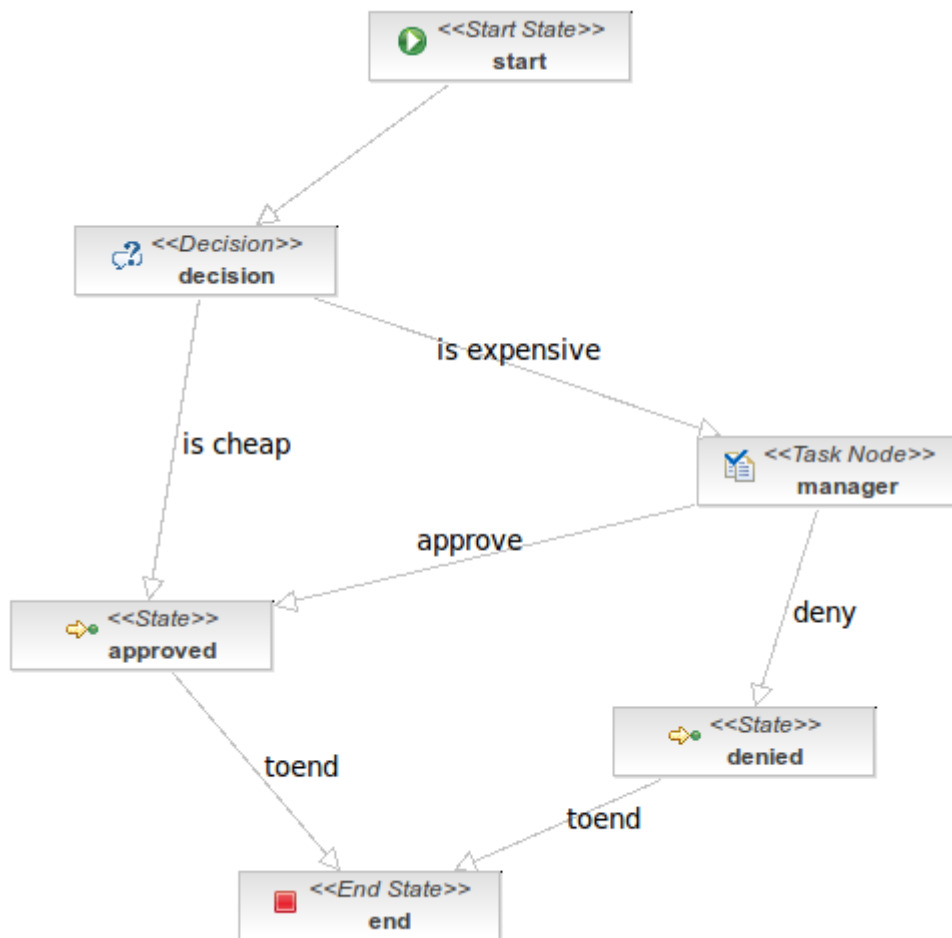 <<Start State>>
start
<<Decision>>
decision
is expensive
is cheap
<<Task Node>>
manager
approve
<<State>>
approved
deny
<<State>>
denied
toend
toend
<<End State>>
end